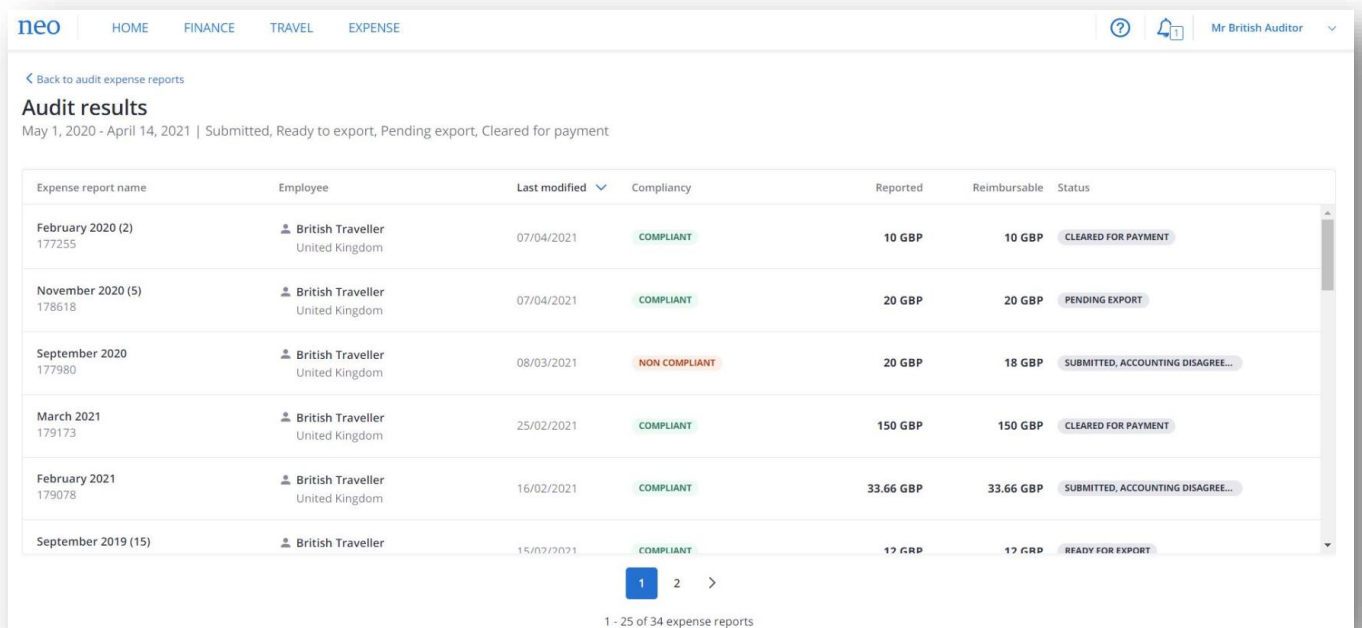 neo HOME FINANCE TRAVEL EXPENSE 1 Mr British Auditor
Back to audit expense reports
Audit results
May 1, 2020 - April 14, 2021 | Submitted, Ready to export, Pending export, Cleared for payment
Expense report name Employee Last modified Compliancy Reported Reimbursable Status
February 2020 (2) British Traveller
177255 United Kingdom 07/04/2021 COMPLIANT 10 GBP 10 GBP CLEARED FOR PAYMENT
November 2020 (5) British Traveller
178618 United Kingdom 07/04/2021 COMPLIANT 20 GBP 20 GBP PENDING EXPORT
September 2020 British Traveller
177980 United Kingdom 08/03/2021 NON COMPLIANT 20 GBP 18 GBP SUBMITTED, ACCOUNTING DISAGREE...
March 2021 British Traveller
179173 United Kingdom 25/02/2021 COMPLIANT 150 GBP 150 GBP CLEARED FOR PAYMENT
February 2021 British Traveller
179078 United Kingdom 16/02/2021 COMPLIANT 33.66 GBP 33.66 GBP SUBMITTED, ACCOUNTING DISAGREE...
September 2019 (15) British Traveller
15/02/2021 COMPLIANT 12 GBP 12 GBP READY FOR EXPORT
1 2
1 - 25 of 34 expense reports